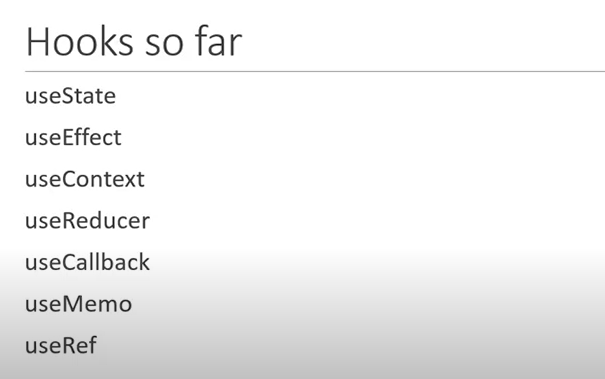 Hooks so far
useState
useEffect
useContext
useReducer
useCallback
useMemo
useRef